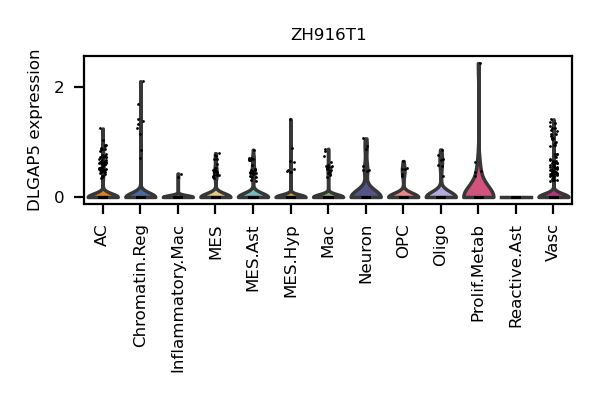 ZH916T1
DLGAP5 expression
2
0
AC
Chromatin.Reg
Inflammatory.Mac
MES
MES.Ast
MES.Hyp
Mac
Neuron
OPC
Oligo
Prolif.Metab
Reactive.Ast
Vasc